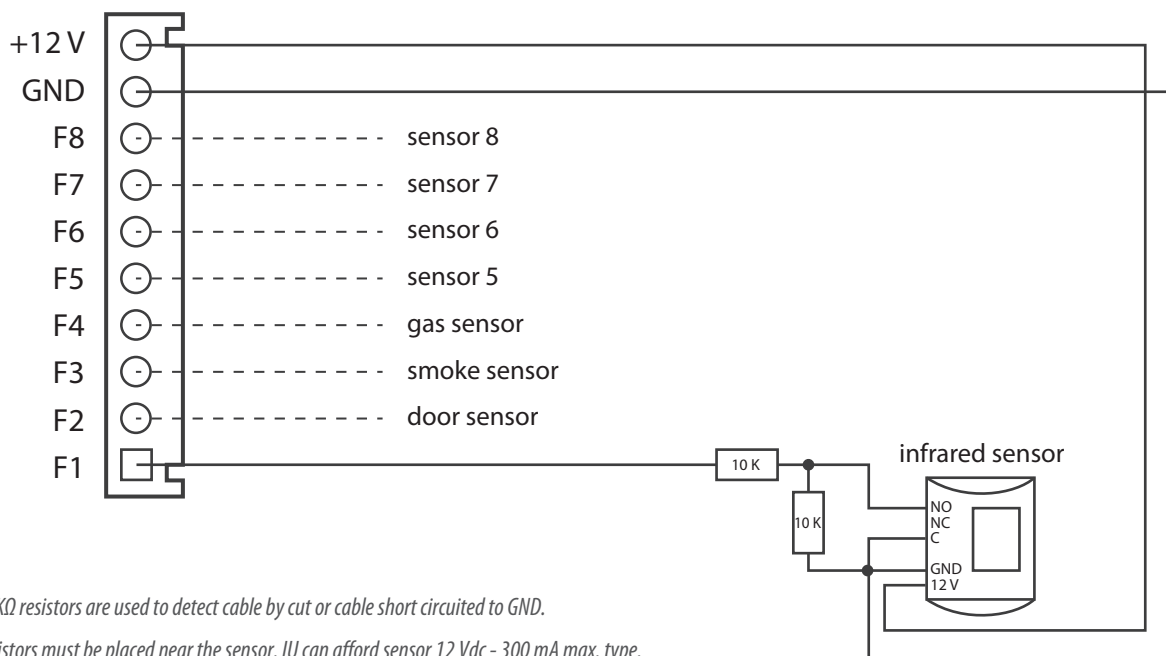 +12 V
GND
F8 sensor 8
F7 sensor 7
F6 sensor 6
F5 sensor 5
F4 gas sensor
F3 smoke sensor
F2 door sensor
F1
10 K
10 K
infrared sensor
NO
NC
C
GND
12 V
KΩ resistors are used to detect cable by cut or cable short circuited to GND.
must be placed near the sensor. IU can afford sensor 12 Vdc - 300 mA max. type.